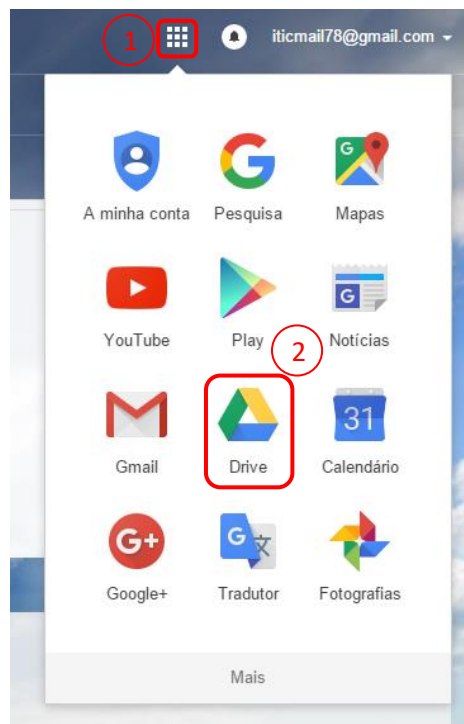 1
iticmail78@gmail.com
A minha conta Pesquisa Mapas
YouTube Play Notícias
2
Gmail Drive Calendário
31
Google+ Tradutor Fotografias
G+
G 文
Mais